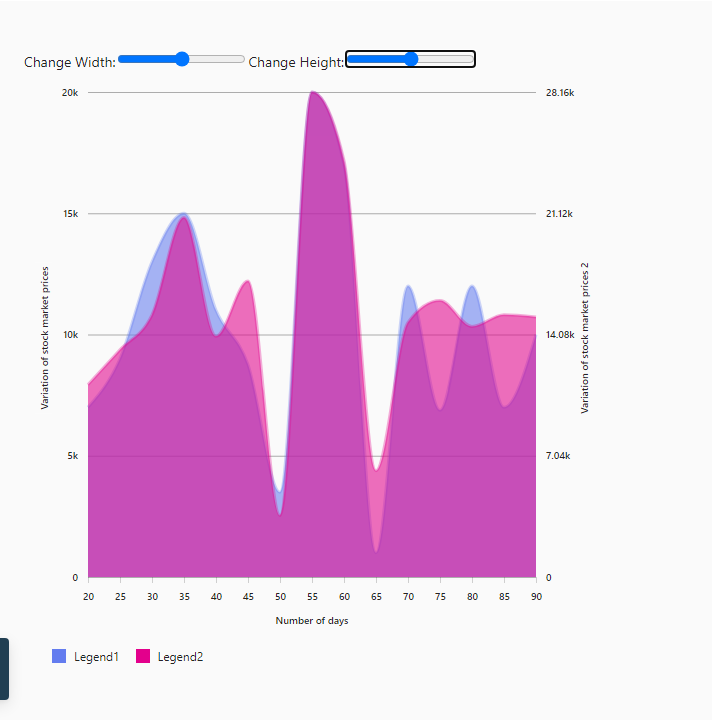 Change Width: Change Height:
20k 28.16k
15k 21.12k
10k 14.08k
5k 7.04k
0 0
Variation of stock market prices
Variation of stock market prices 2
20 25 30 35 40 45 50 55 60 65 70 75 80 85 90
Number of days
Legend1 Legend2